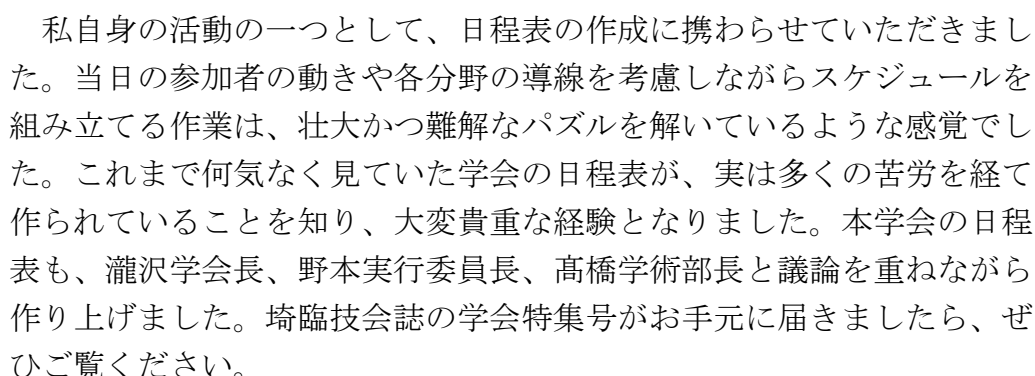 私自身の活動の一つとして、日程表の作成に携わらせていただきまし
た。当日の参加者の動きや各分野の導線を考慮しながらスケジュールを
組み立てる作業は、壮大かつ難解なパズルを解いているような感覚でし
た。これまで何気なく見ていた学会の日程表が、実は多くの苦労を経て
作られていることを知り、大変貴重な経験となりました。本学会の日程
表も、瀧沢学会長、野本実行委員長、髙橋学術部長と議論を重ねながら
作り上げました。埼臨技会誌の学会特集号がお手元に届きましたら、ぜ
ひご覧ください。